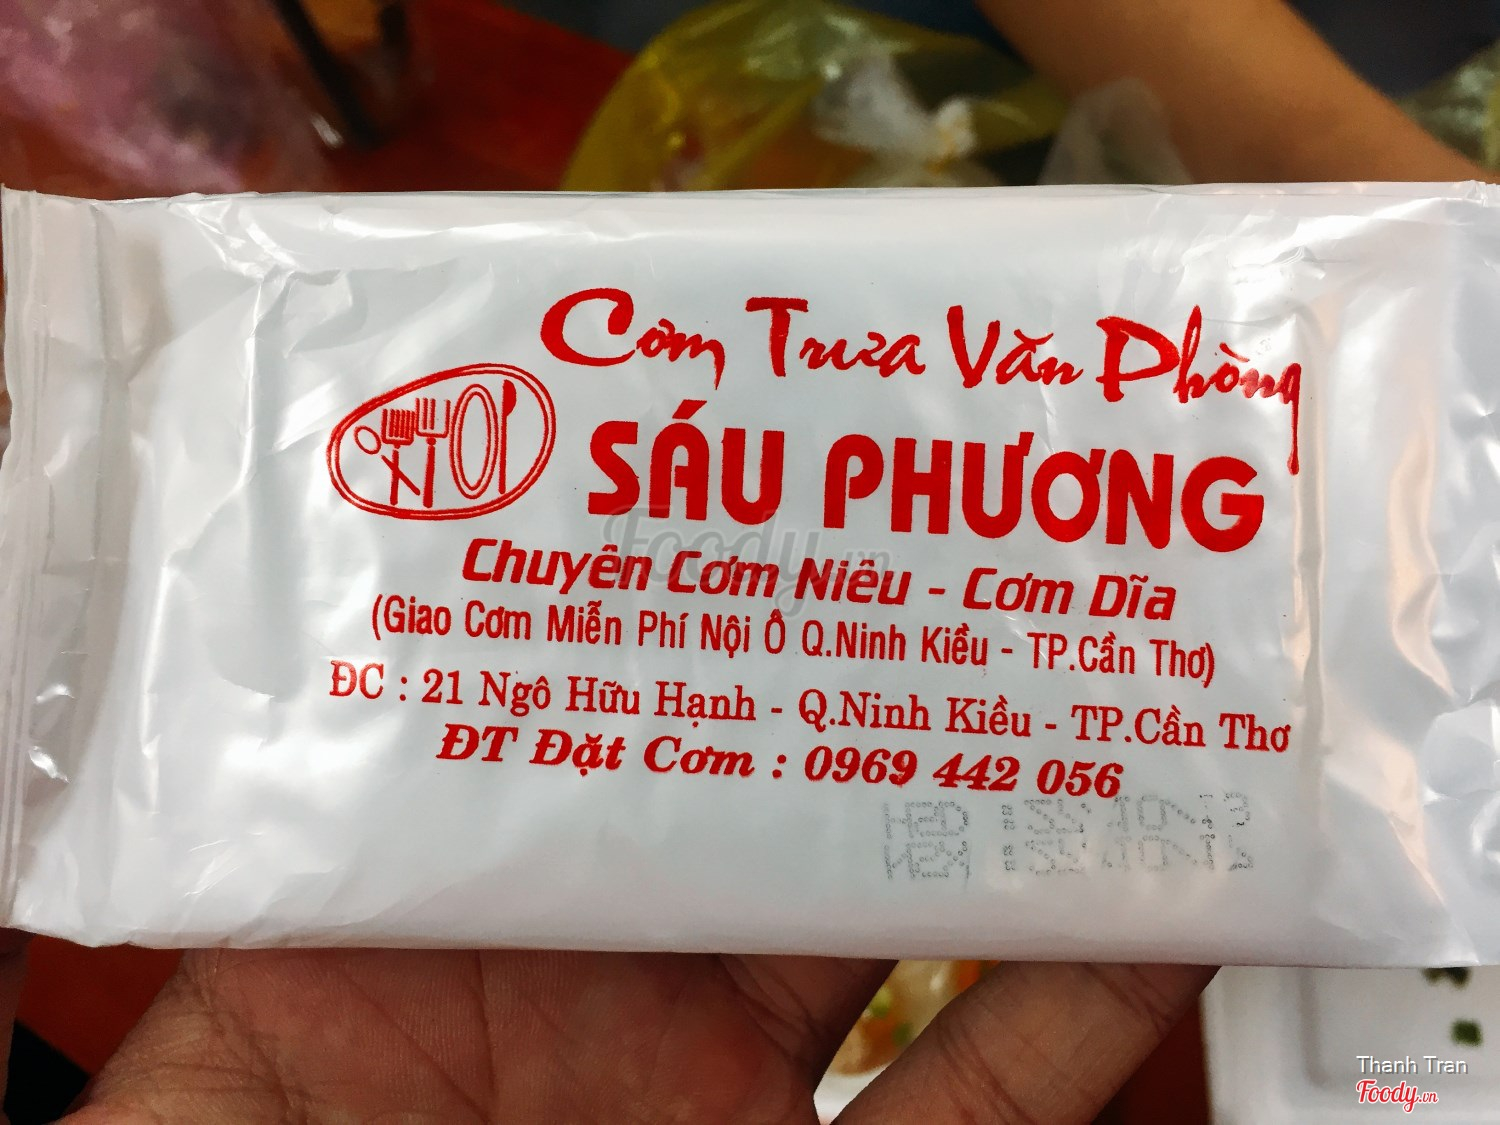 Cơm Trưa Văn Phòng
SÁU PHƯƠNG
Chuyên Cơm Niêu - Cơm Dĩa
(Giao Cơm Miễn Phí Nội Ô Q.Ninh Kiều - TP.Cần Thơ)
ĐC : 21 Ngô Hữu Hạnh - Q.Ninh Kiều - TP.Cần Thơ
ĐT Đặt Cơm : 0969 442 056
Foody.vn
Thanh Tran
Foody.vn